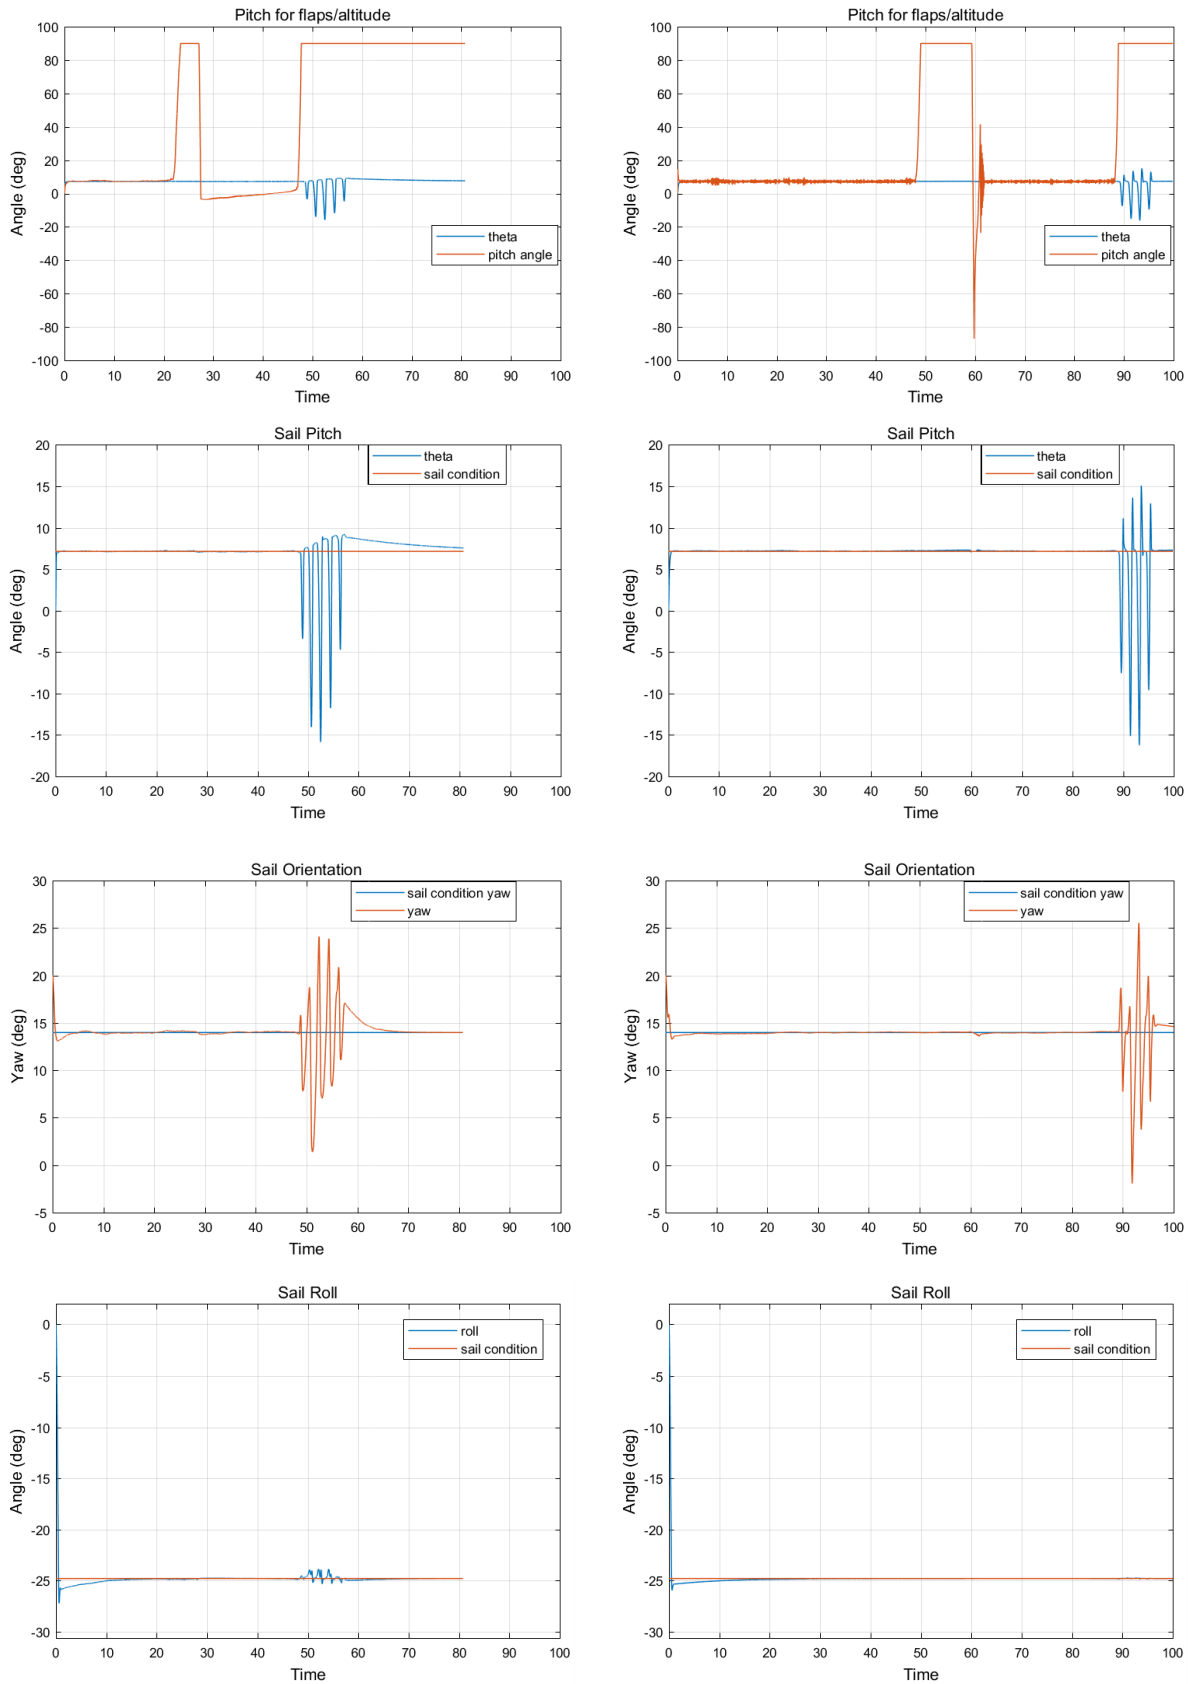 Pitch for flaps/altitude
100
80
60
40
20
0
-20
-40
-60
-80
-100
Angle (deg)
theta
pitch angle
0 10 20 30 40 50 60 70 80 90 100
Time
Pitch for flaps/altitude
100
80
60
40
20
0
-20
-40
-60
-80
-100
Angle (deg)
theta
pitch angle
0 10 20 30 40 50 60 70 80 90 100
Time
Sail Pitch
20
15
10
5
0
-5
-10
-15
-20
Angle (deg)
theta
sail condition
0 10 20 30 40 50 60 70 80 90 100
Time
Sail Pitch
20
15
10
5
0
-5
-10
-15
-20
Angle (deg)
theta
sail condition
0 10 20 30 40 50 60 70 80 90 100
Time
Sail Orientation
30
25
20
15
10
5
0
-5
Yaw (deg)
sail condition yaw
yaw
0 10 20 30 40 50 60 70 80 90 100
Time
Sail Orientation
30
25
20
15
10
5
0
-5
Yaw (deg)
sail condition yaw
yaw
0 10 20 30 40 50 60 70 80 90 100
Time
Sail Roll
0
-5
-10
-15
-20
-25
-30
Angle (deg)
roll
sail condition
0 10 20 30 40 50 60 70 80 90 100
Time
Sail Roll
0
-5
-10
-15
-20
-25
-30
Angle (deg)
roll
sail condition
0 10 20 30 40 50 60 70 80 90 100
Time